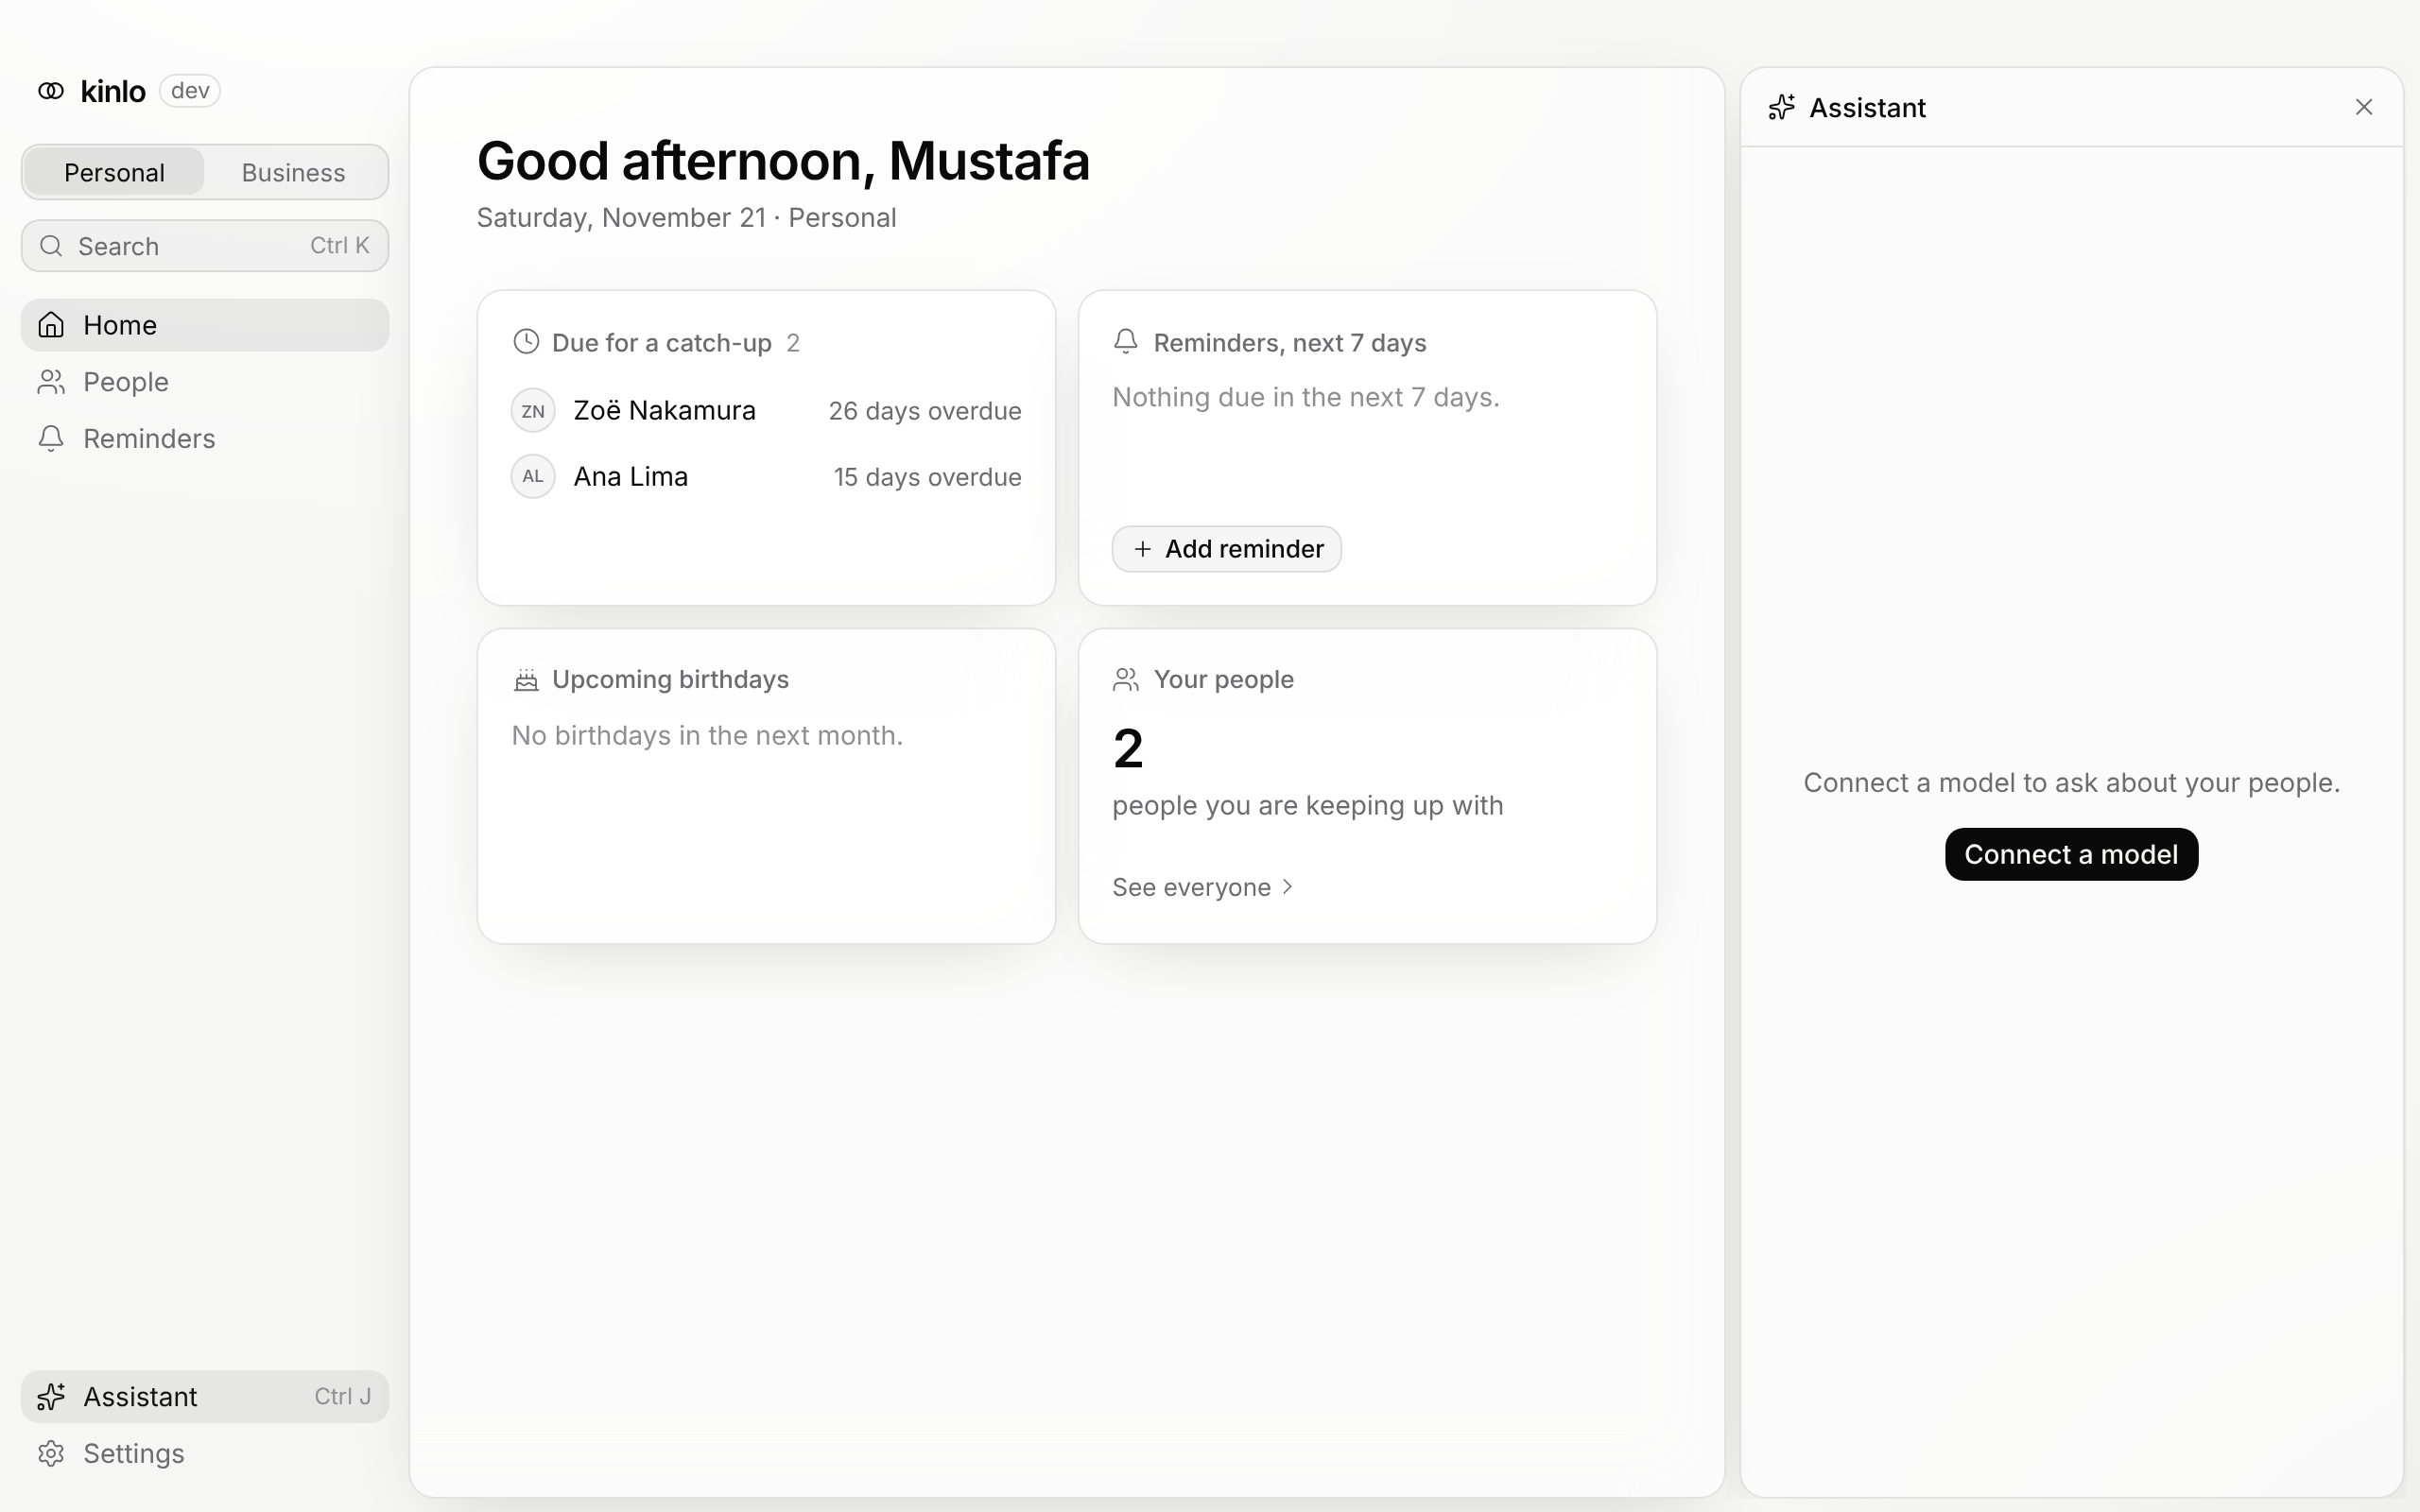 kinlo dev
Personal Business
Search Ctrl K
Home
People
Reminders
Assistant Ctrl J
Settings
Good afternoon, Mustafa
Saturday, November 21 · Personal
Due for a catch-up 2
ZN Zoë Nakamura 26 days overdue
AL Ana Lima 15 days overdue
Reminders, next 7 days
Nothing due in the next 7 days.
+ Add reminder
Upcoming birthdays
No birthdays in the next month.
Your people
2
people you are keeping up with
See everyone
Assistant
Connect a model to ask about your people.
Connect a model